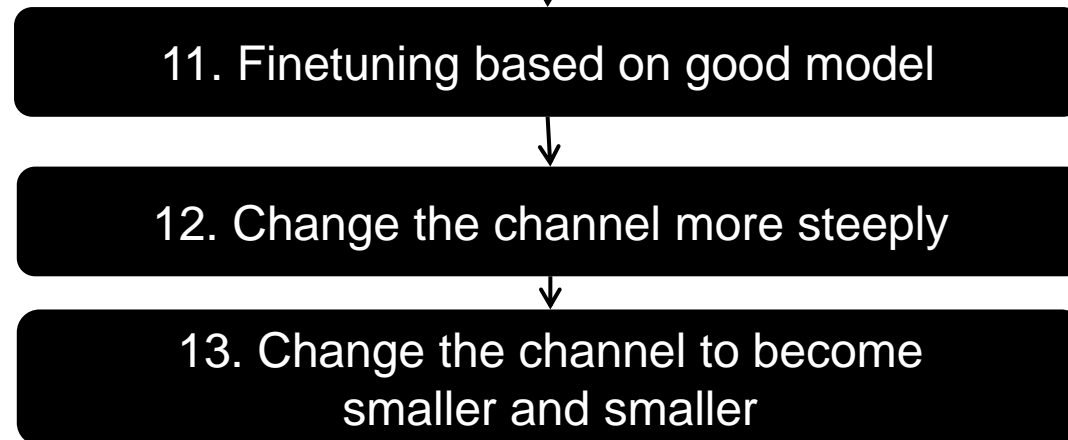 11. Finetuning based on good model
12. Change the channel more steeply
13. Change the channel to become
smaller and smaller